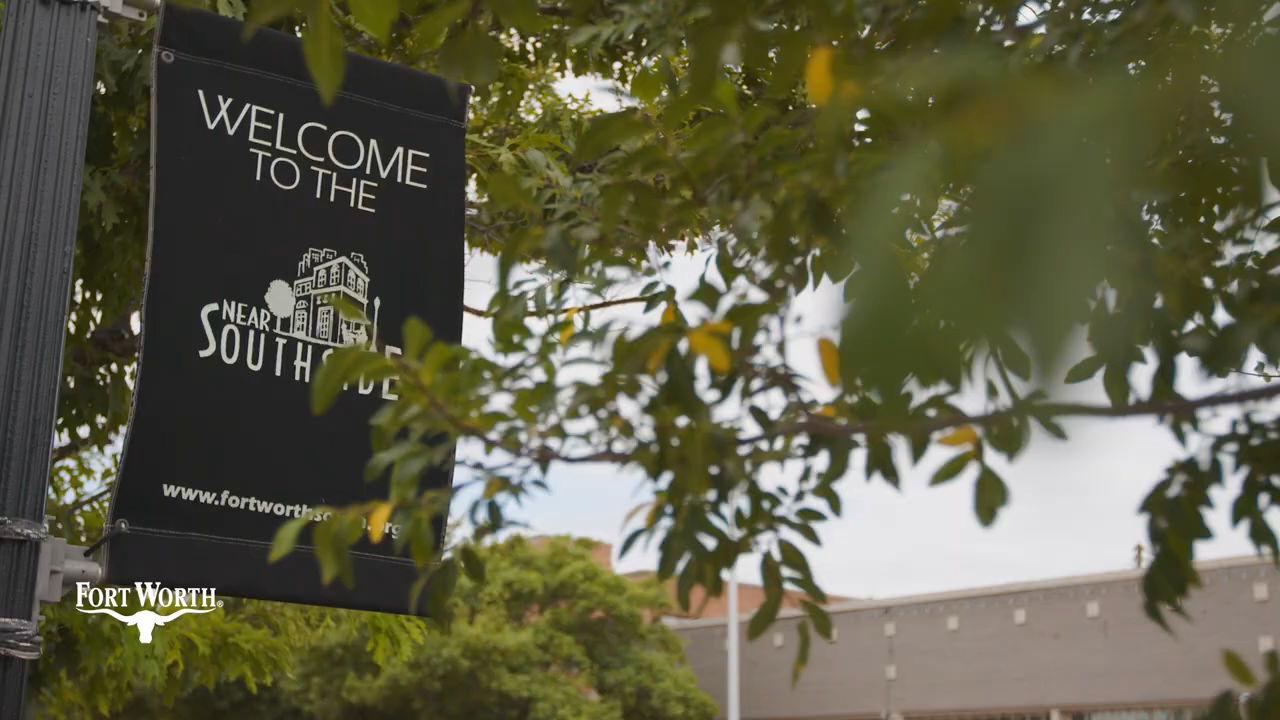 WELCOME
TO THE
NEAR
SOUTHSIDE
FORT WORTH®